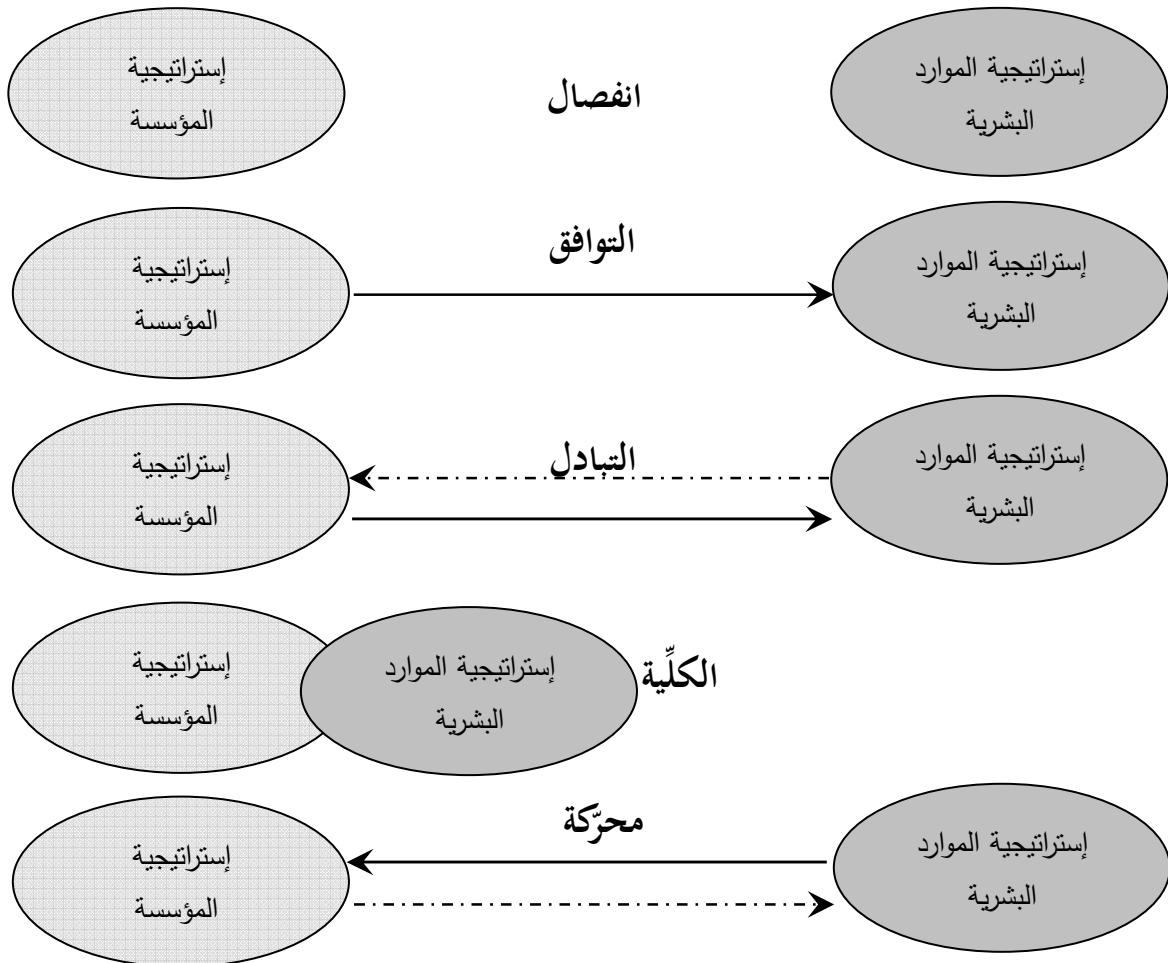 إستراتيجية الموارد
البشرية
انفصال
إستراتيجية
المؤسسة
إستراتيجية الموارد
البشرية
التوافق
إستراتيجية
المؤسسة
إستراتيجية الموارد
البشرية
التبادل
إستراتيجية
المؤسسة
الكلِّية
إستراتيجية الموارد
البشرية
إستراتيجية
المؤسسة
إستراتيجية الموارد
البشرية
محرّكة
إستراتيجية
المؤسسة